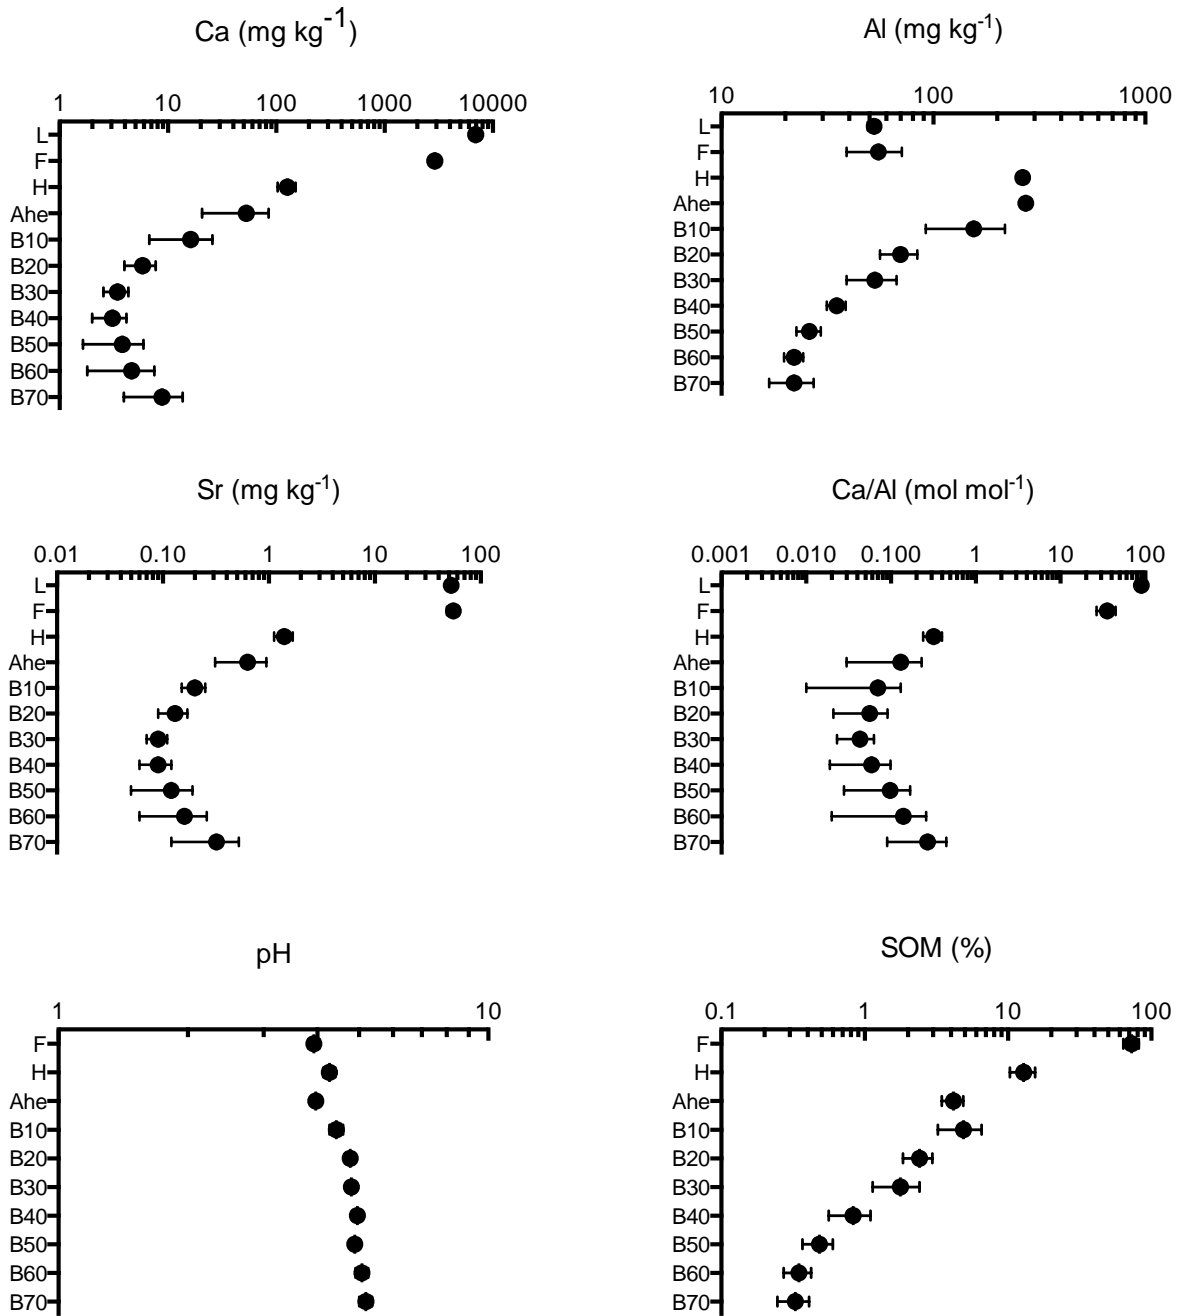 Ca (mg kg-1)
1 10 100 1000 10000
L
F
H
Ahe
B10
B20
B30
B40
B50
B60
B70
Al (mg kg-1)
10 100 1000
L
F
H
Ahe
B10
B20
B30
B40
B50
B60
B70
Sr (mg kg-1)
0.01 0.10 1 10 100
L
F
H
Ahe
B10
B20
B30
B40
B50
B60
B70
Ca/Al (mol mol-1)
0.001 0.010 0.100 1 10 100
L
F
H
Ahe
B10
B20
B30
B40
B50
B60
B70
pH
1 10
F
H
Ahe
B10
B20
B30
B40
B50
B60
B70
SOM (%)
0.1 1 10 100
F
H
Ahe
B10
B20
B30
B40
B50
B60
B70